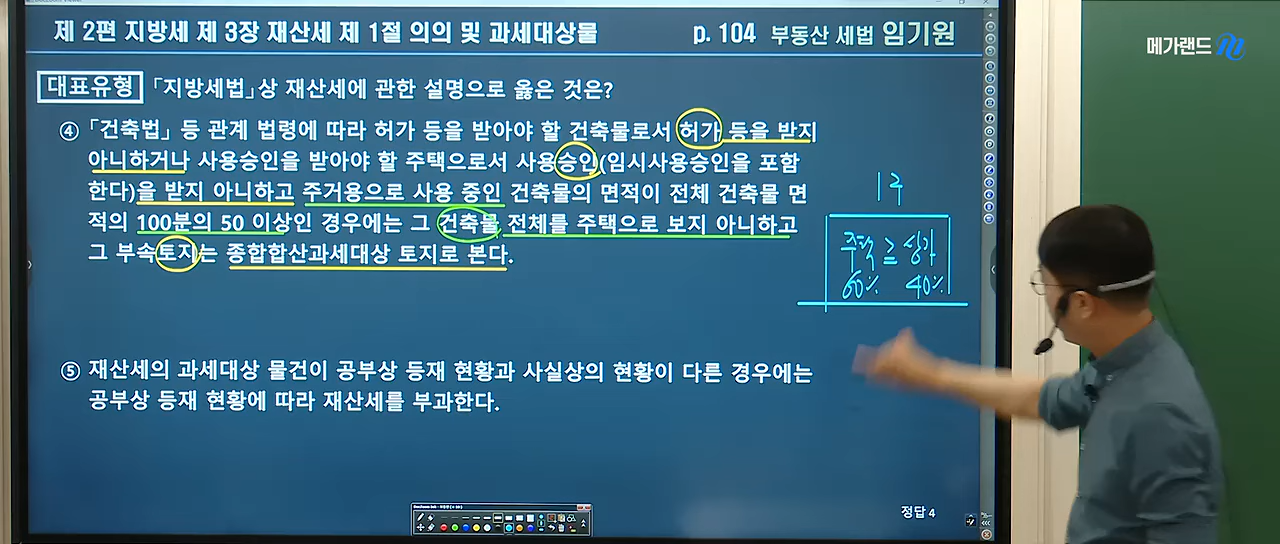 제 2편 지방세 제 3장 재산세 제 1절 의의 및 과세대상물 p. 104 부동산 세법 임기원
메가랜드
대표유형 「지방세법」상 재산세에 관한 설명으로 옳은 것은?
④ 「건축법」 등 관계 법령에 따라 허가 등을 받아야 할 건축물로서 허가 등을 받지
아니하거나 사용승인을 받아야 할 주택으로서 사용승인(임시사용승인을 포함
한다)을 받지 아니하고 주거용으로 사용 중인 건축물의 면적이 전체 건축물 면
적의 100분의 50 이상인 경우에는 그 건축물 전체를 주택으로 보지 아니하고
그 부속토지는 종합합산과세대상 토지로 본다.
1구
주택 ≥ 상가
60% 40%
⑤ 재산세의 과세대상 물건이 공부상 등재 현황과 사실상의 현황이 다른 경우에는
공부상 등재 현황에 따라 재산세를 부과한다.
정답 4